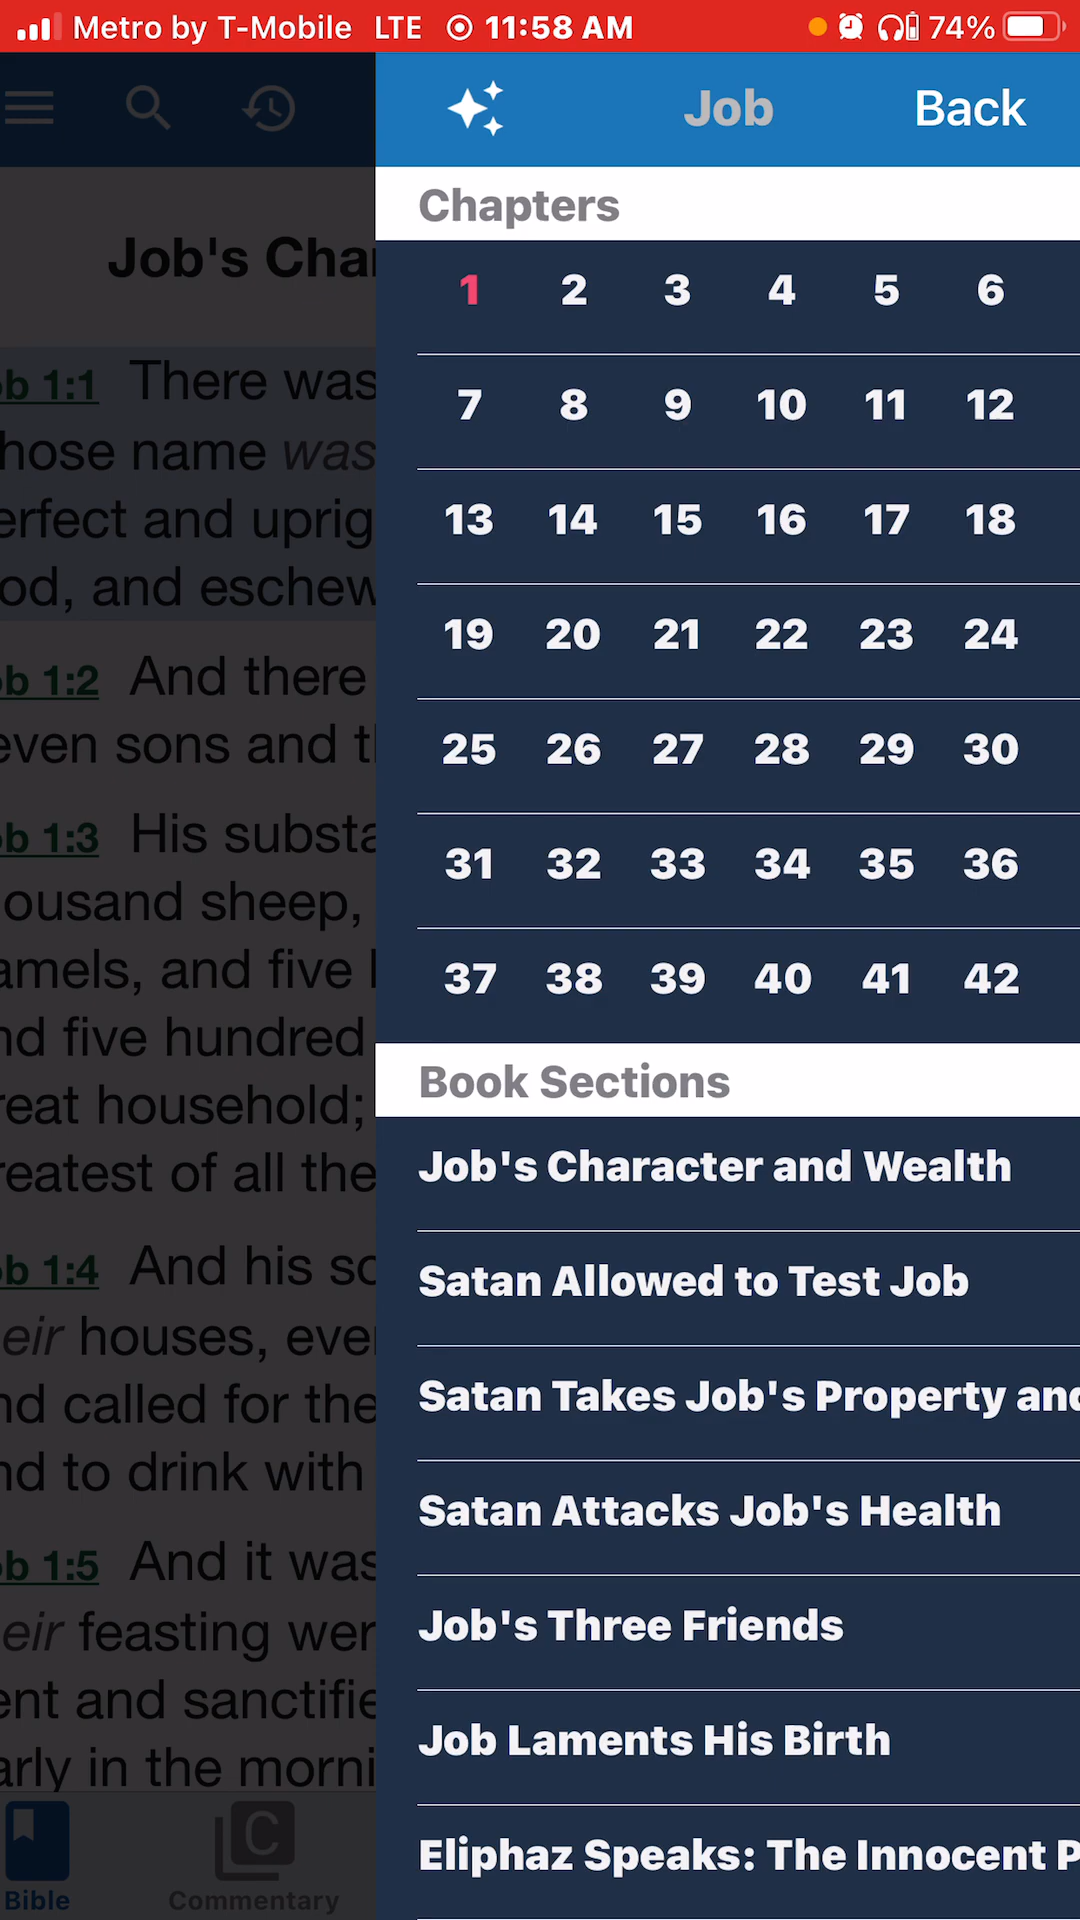 Metro by T-Mobile LTE 11:58 AM 74%
Job Back
Chapters
1 2 3 4 5 6
7 8 9 10 11 12
13 14 15 16 17 18
19 20 21 22 23 24
25 26 27 28 29 30
31 32 33 34 35 36
37 38 39 40 41 42
Book Sections
Job's Character and Wealth
Satan Allowed to Test Job
Satan Takes Job's Property and
Satan Attacks Job's Health
Job's Three Friends
Job Laments His Birth
Eliphaz Speaks: The Innocent P
Job's Cha
b 1:1 There was
hose name was
erfect and uprig
od, and eschew
b 1:2 And there
even sons and t
b 1:3 His substa
ousand sheep,
amels, and five
nd five hundred
reat household;
reatest of all the
b 1:4 And his so
eir houses, eve
nd called for the
nd to drink with
b 1:5 And it was
eir feasting wer
ent and sanctifie
arly in the morni
Bible C Commentary